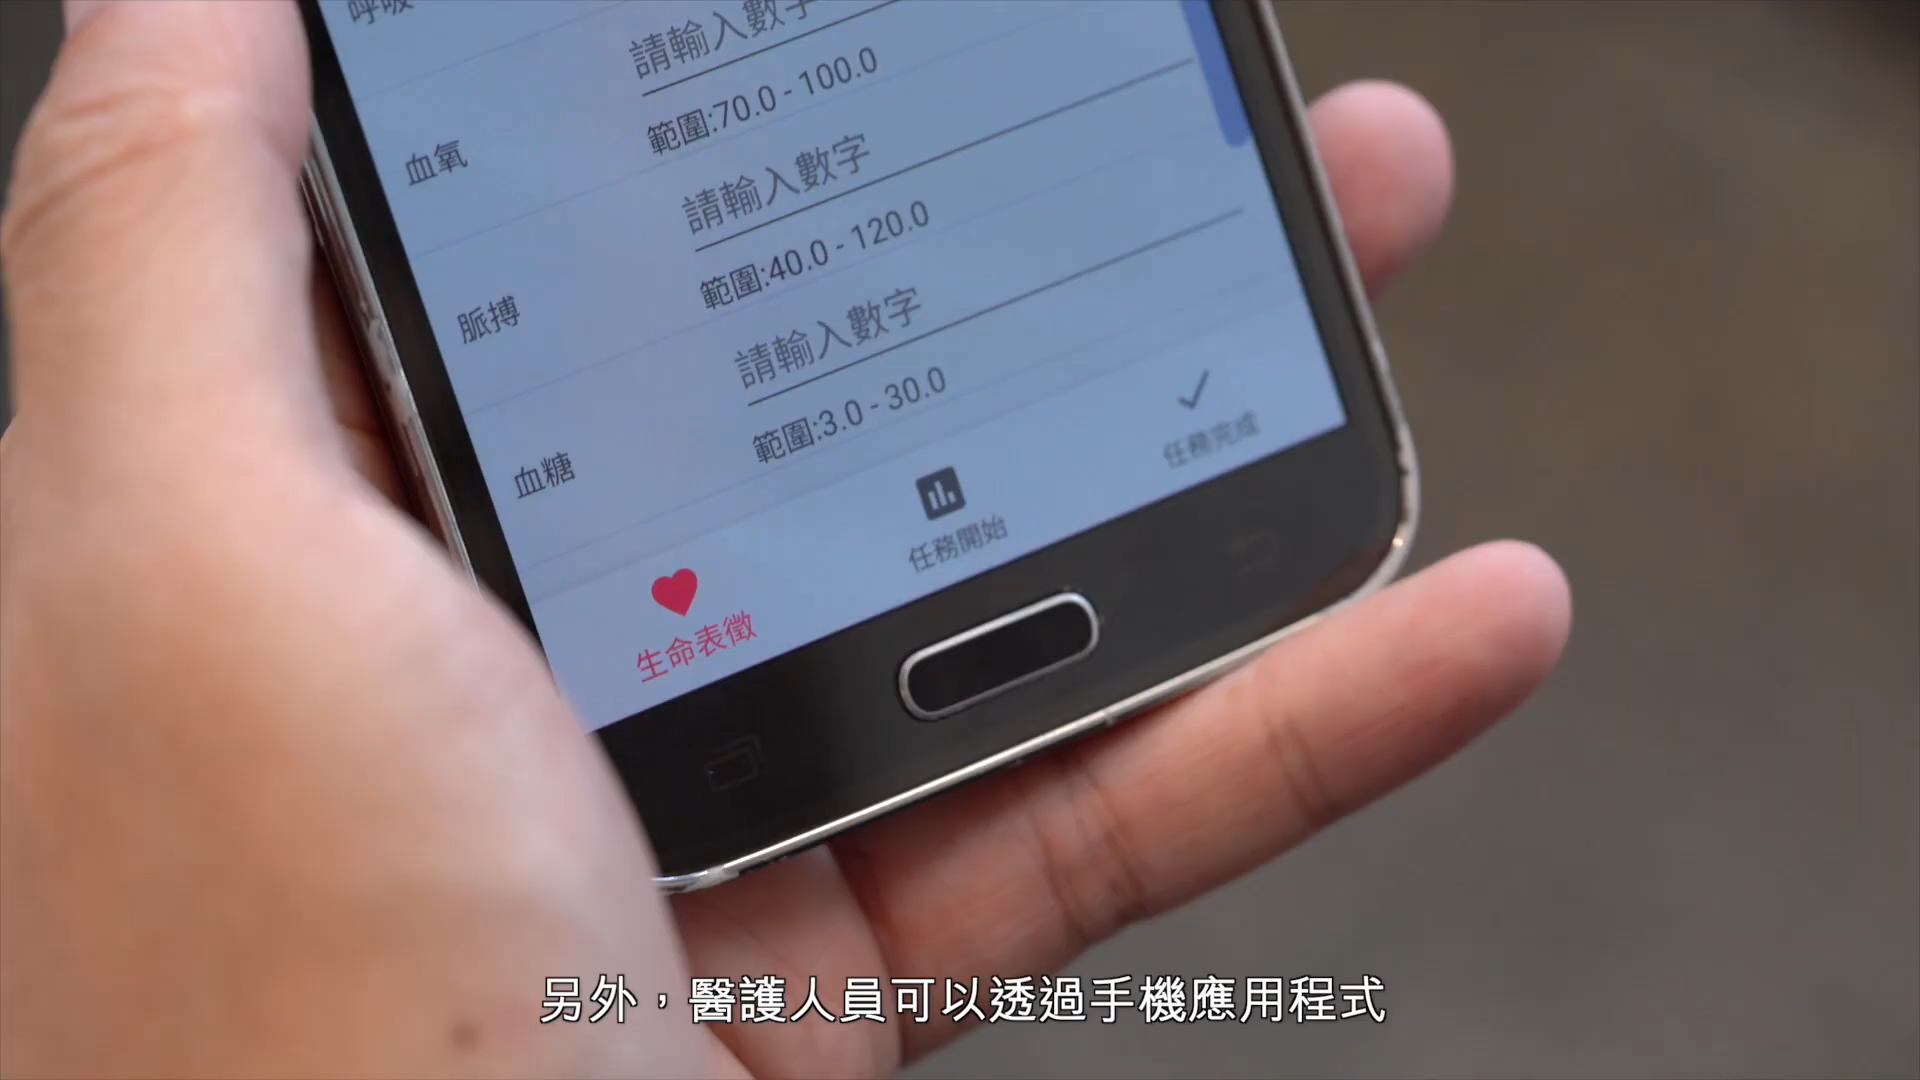 呼吸
請輸入數字
範圍:70.0 - 100.0
血氧
請輸入數字
範圍:40.0 - 120.0
脈搏
請輸入數字
範圍:3.0 - 30.0
血糖
任務完成
任務開始
生命表徵
另外，醫護人員可以透過手機應用程式